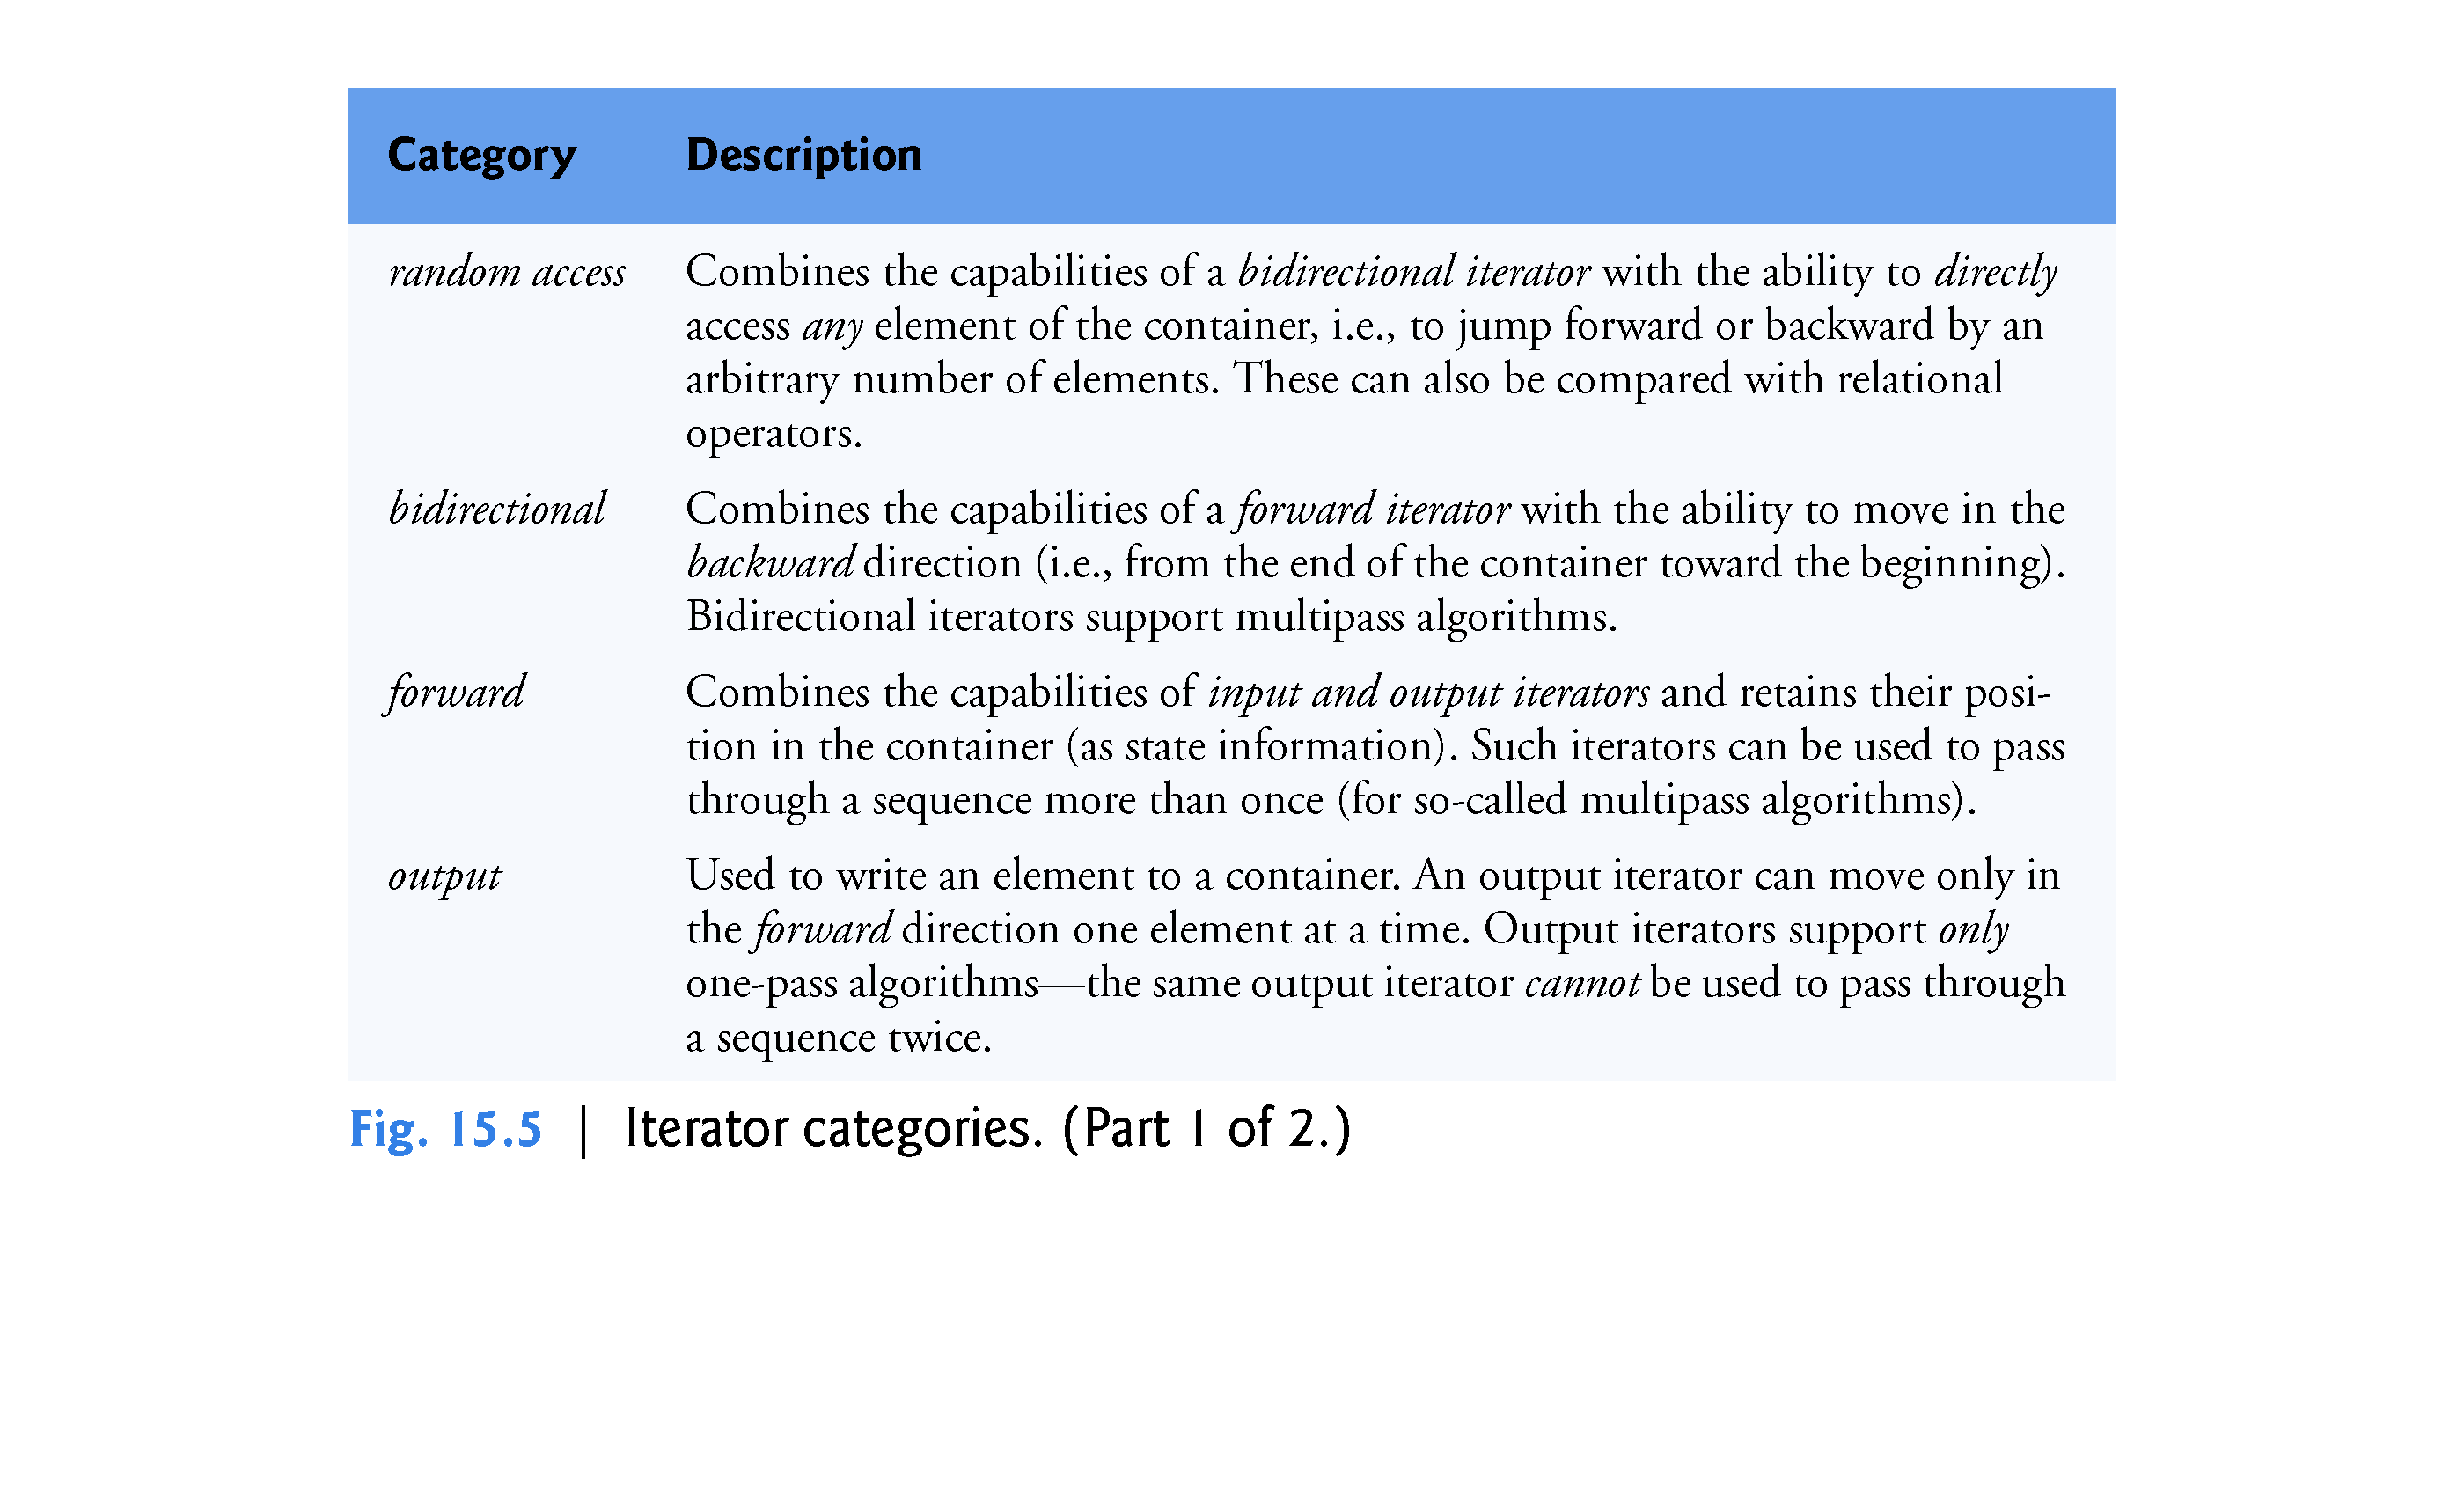 Category Description
random access Combines the capabilities of a bidirectional iterator with the ability to directly
access any element of the container, i.e., to jump forward or backward by an
arbitrary number of elements. These can also be compared with relational
operators.
bidirectional Combines the capabilities of a forward iterator with the ability to move in the
backward direction (i.e., from the end of the container toward the beginning).
Bidirectional iterators support multipass algorithms.
forward Combines the capabilities of input and output iterators and retains their posi-
tion in the container (as state information). Such iterators can be used to pass
through a sequence more than once (for so-called multipass algorithms).
output Used to write an element to a container. An output iterator can move only in
the forward direction one element at a time. Output iterators support only
one-pass algorithms—the same output iterator cannot be used to pass through
a sequence twice.
Fig. 15.5 | Iterator categories. (Part 1 of 2.)